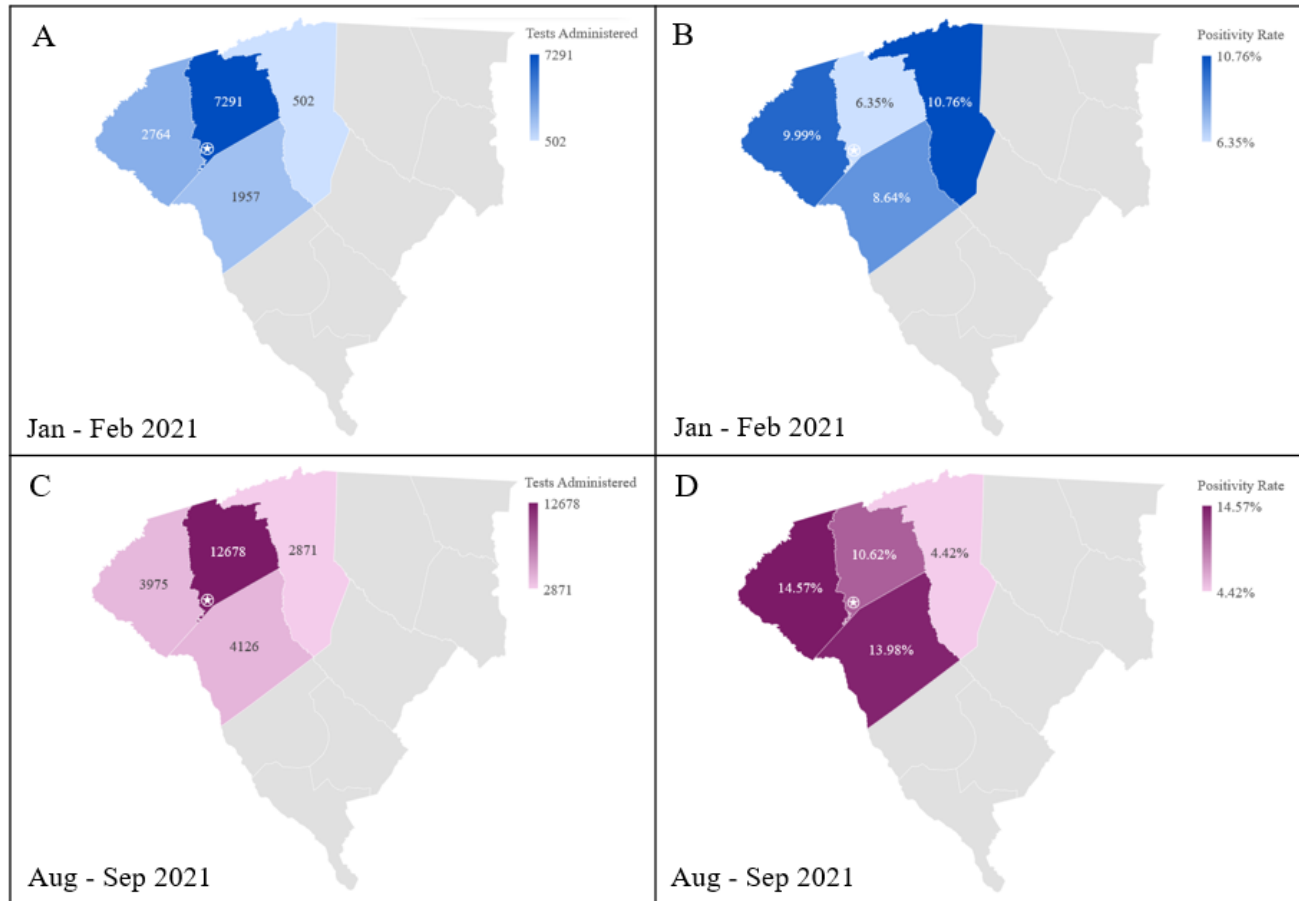 A
Tests Administered
7291
502
7291
502
2764
1957
Jan - Feb 2021
B
Positivity Rate
10.76%
6.35%
6.35%
10.76%
9.99%
8.64%
Jan - Feb 2021
C
Tests Administered
12678
2871
12678
2871
3975
4126
Aug - Sep 2021
D
Positivity Rate
14.57%
4.42%
10.62%
4.42%
14.57%
13.98%
Aug - Sep 2021